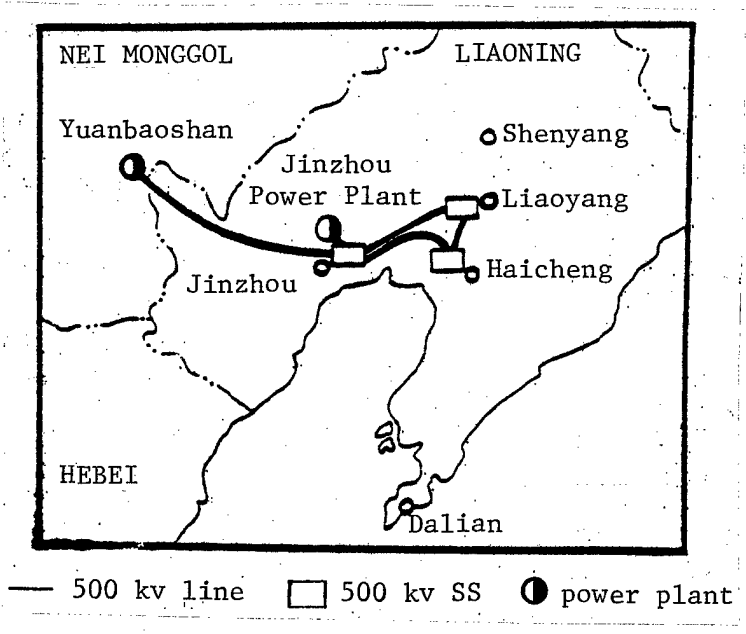 NEI MONGGOL
LIAONING
Yuanbaoshan
Shenyang
Jinzhou
Power Plant
Liaoyang
Jinzhou
Haicheng
HEBEI
Dalian
500 kv line
500 kv SS
power plant